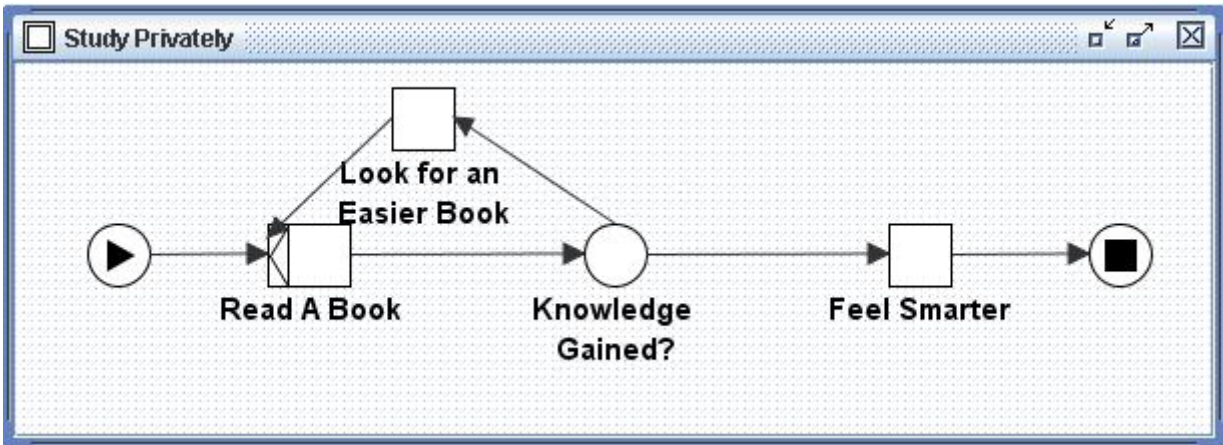 Study Privately
Look for an
Easier Book
Read A Book
Knowledge
Gained?
Feel Smarter